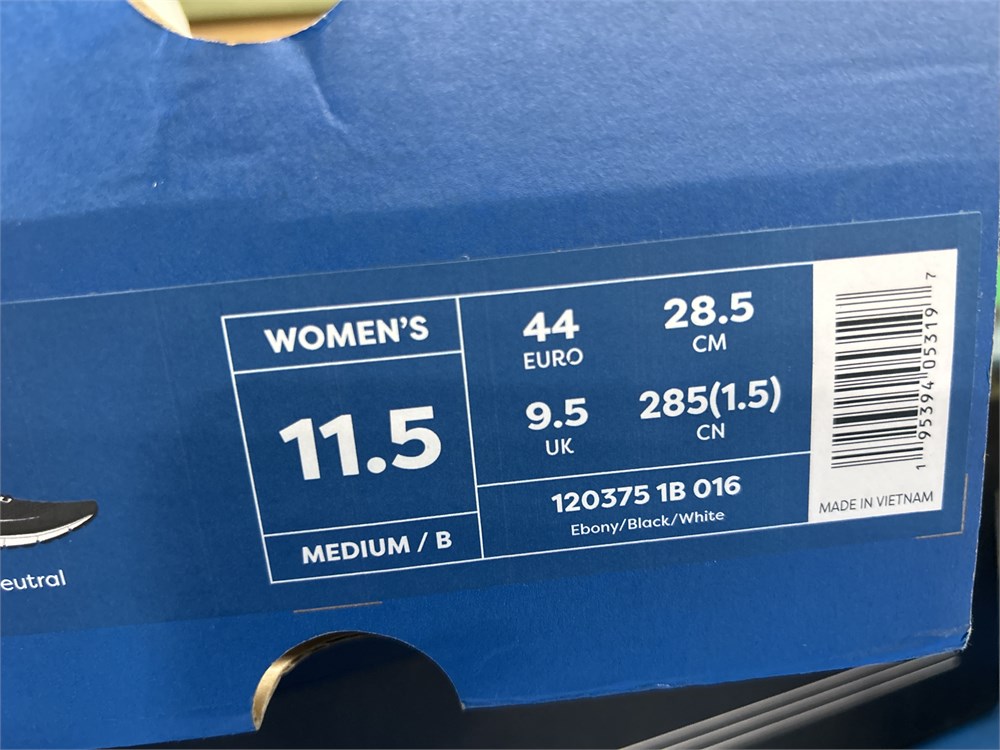 WOMEN'S
11.5
MEDIUM / B
44
EURO
28.5
CM
9.5
UK
285(1.5)
CN
120375 1B 016
Ebony/Black/White
1 95394 05319 7
MADE IN VIETNAM
eutral